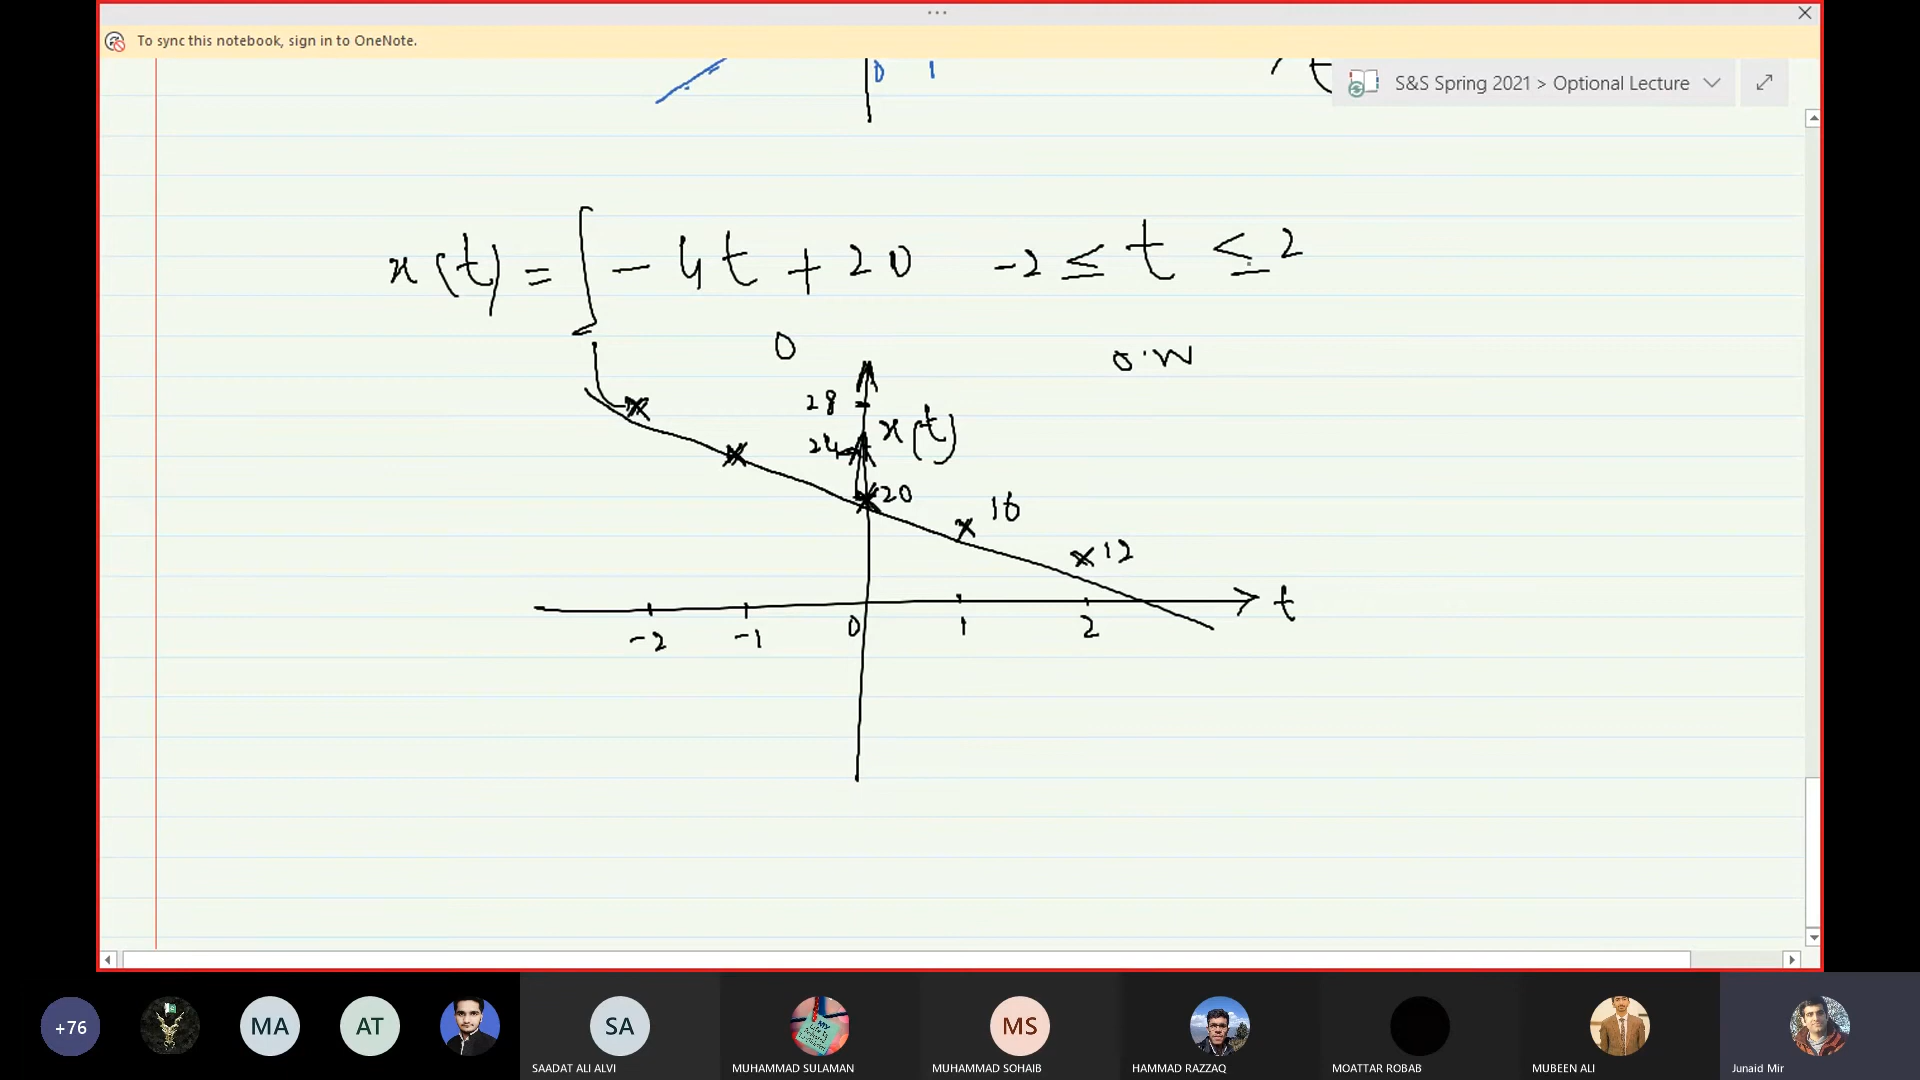 To sync this notebook, sign in to OneNote.
0 1
t
S&S Spring 2021 > Optional Lecture
x(t) = { - 4t + 20 -2 ≤ t ≤ 2
0 o.w
28
x(t)
24
20
16
12
t
-2 -1 0 1 2
+76
MA
AT
SA
SAADAT ALI ALVI
MUHAMMAD SULAMAN
MS
MUHAMMAD SOHAIB
HAMMAD RAZZAQ
MOATTAR ROBAB
MUBEEN ALI
Junaid Mir